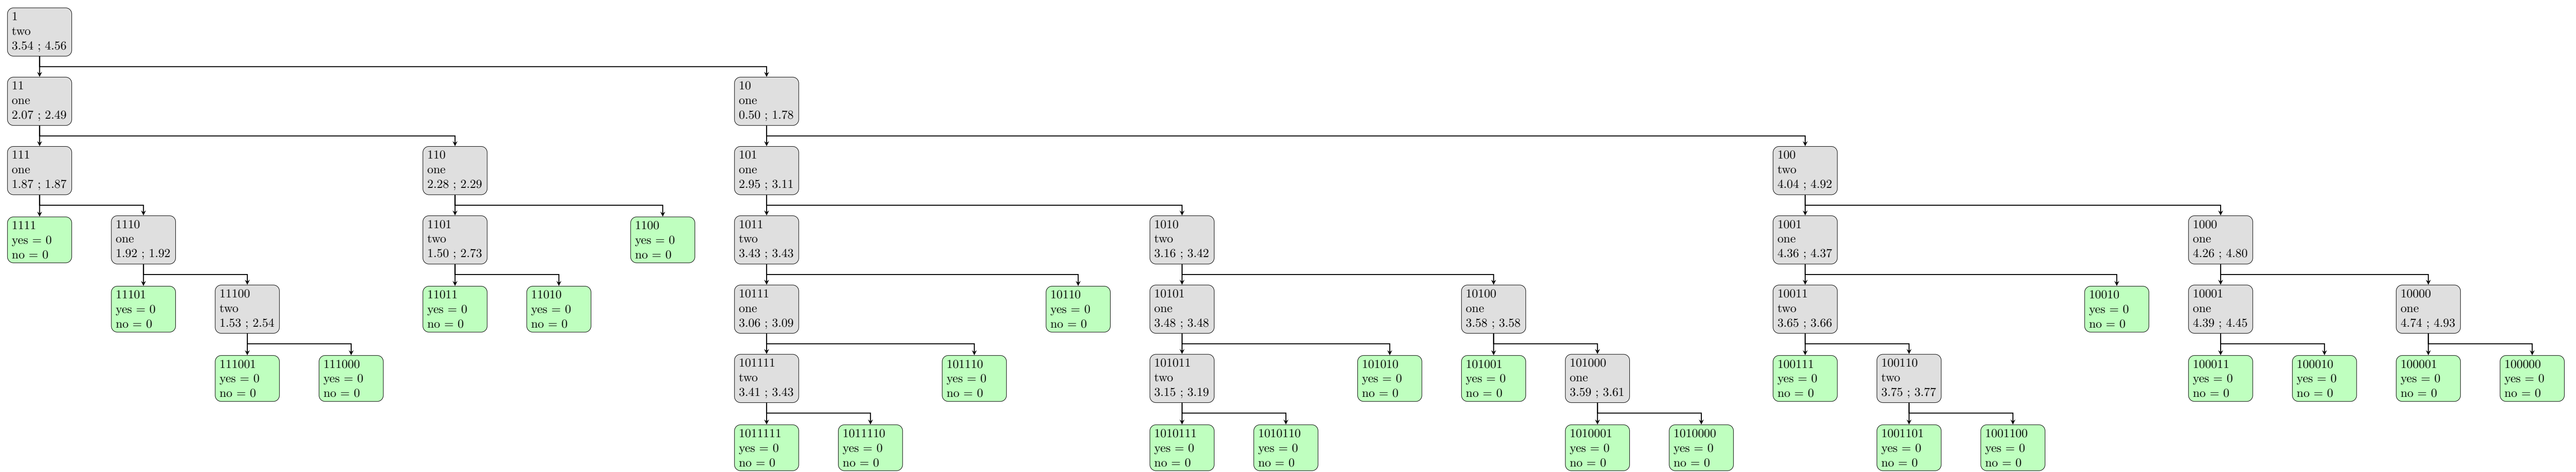 1
two
3.54 ; 4.56
11
one
2.07 ; 2.49
10
one
0.50 ; 1.78
111
one
1.87 ; 1.87
110
one
2.28 ; 2.29
101
one
2.95 ; 3.11
100
two
4.04 ; 4.92
1111
yes = 0
no = 0
1110
one
1.92 ; 1.92
1101
two
1.50 ; 2.73
1100
yes = 0
no = 0
1011
two
3.43 ; 3.43
1010
two
3.16 ; 3.42
1001
one
4.36 ; 4.37
1000
one
4.26 ; 4.80
11101
yes = 0
no = 0
11100
two
1.53 ; 2.54
11011
yes = 0
no = 0
11010
yes = 0
no = 0
10111
one
3.06 ; 3.09
10110
yes = 0
no = 0
10101
one
3.48 ; 3.48
10100
one
3.58 ; 3.58
10011
two
3.65 ; 3.66
10010
yes = 0
no = 0
10001
one
4.39 ; 4.45
10000
one
4.74 ; 4.93
111001
yes = 0
no = 0
111000
yes = 0
no = 0
101111
two
3.41 ; 3.43
101110
yes = 0
no = 0
101011
two
3.15 ; 3.19
101010
yes = 0
no = 0
101001
yes = 0
no = 0
101000
one
3.59 ; 3.61
100111
yes = 0
no = 0
100110
two
3.75 ; 3.77
100011
yes = 0
no = 0
100010
yes = 0
no = 0
100001
yes = 0
no = 0
100000
yes = 0
no = 0
1011111
yes = 0
no = 0
1011110
yes = 0
no = 0
1010111
yes = 0
no = 0
1010110
yes = 0
no = 0
1010001
yes = 0
no = 0
1010000
yes = 0
no = 0
1001101
yes = 0
no = 0
1001100
yes = 0
no = 0